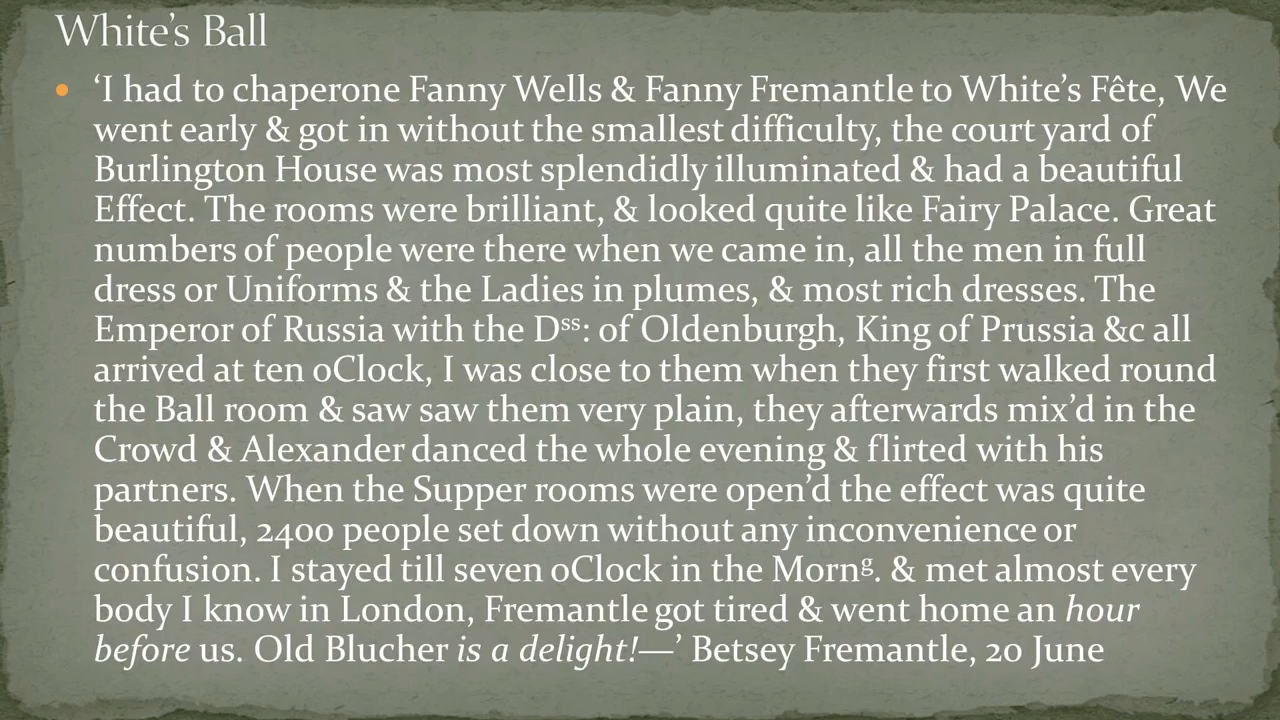 White’s Ball
• ‘I had to chaperone Fanny Wells & Fanny Fremantle to White’s Fête, We
went early & got in without the smallest difficulty, the court yard of
Burlington House was most splendidly illuminated & had a beautiful
Effect. The rooms were brilliant, & looked quite like Fairy Palace. Great
numbers of people were there when we came in, all the men in full
dress or Uniforms & the Ladies in plumes, & most rich dresses. The
Emperor of Russia with the Dˢˢ: of Oldenburgh, King of Prussia &c all
arrived at ten oClock, I was close to them when they first walked round
the Ball room & saw saw them very plain, they afterwards mix’d in the
Crowd & Alexander danced the whole evening & flirted with his
partners. When the Supper rooms were open’d the effect was quite
beautiful, 2400 people set down without any inconvenience or
confusion. I stayed till seven oClock in the Mornᵍ. & met almost every
body I know in London, Fremantle got tired & went home an hour
before us. Old Blucher is a delight!—’ Betsey Fremantle, 20 June